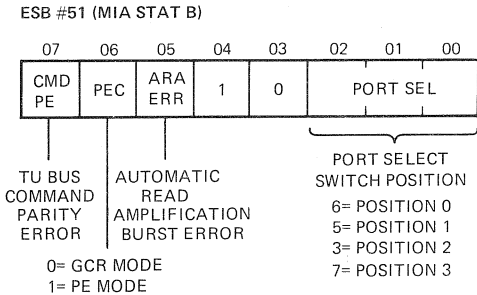 ESB #51 (MIA STAT B)
07 06 05 04 03 02 01 00
CMD PE PEC ARA ERR 1 0 PORT SEL
TU BUS COMMAND PARITY ERROR
AUTOMATIC READ AMPLIFICATION BURST ERROR
0= GCR MODE
1= PE MODE
PORT SELECT
SWITCH POSITION
6= POSITION 0
5= POSITION 1
3= POSITION 2
7= POSITION 3